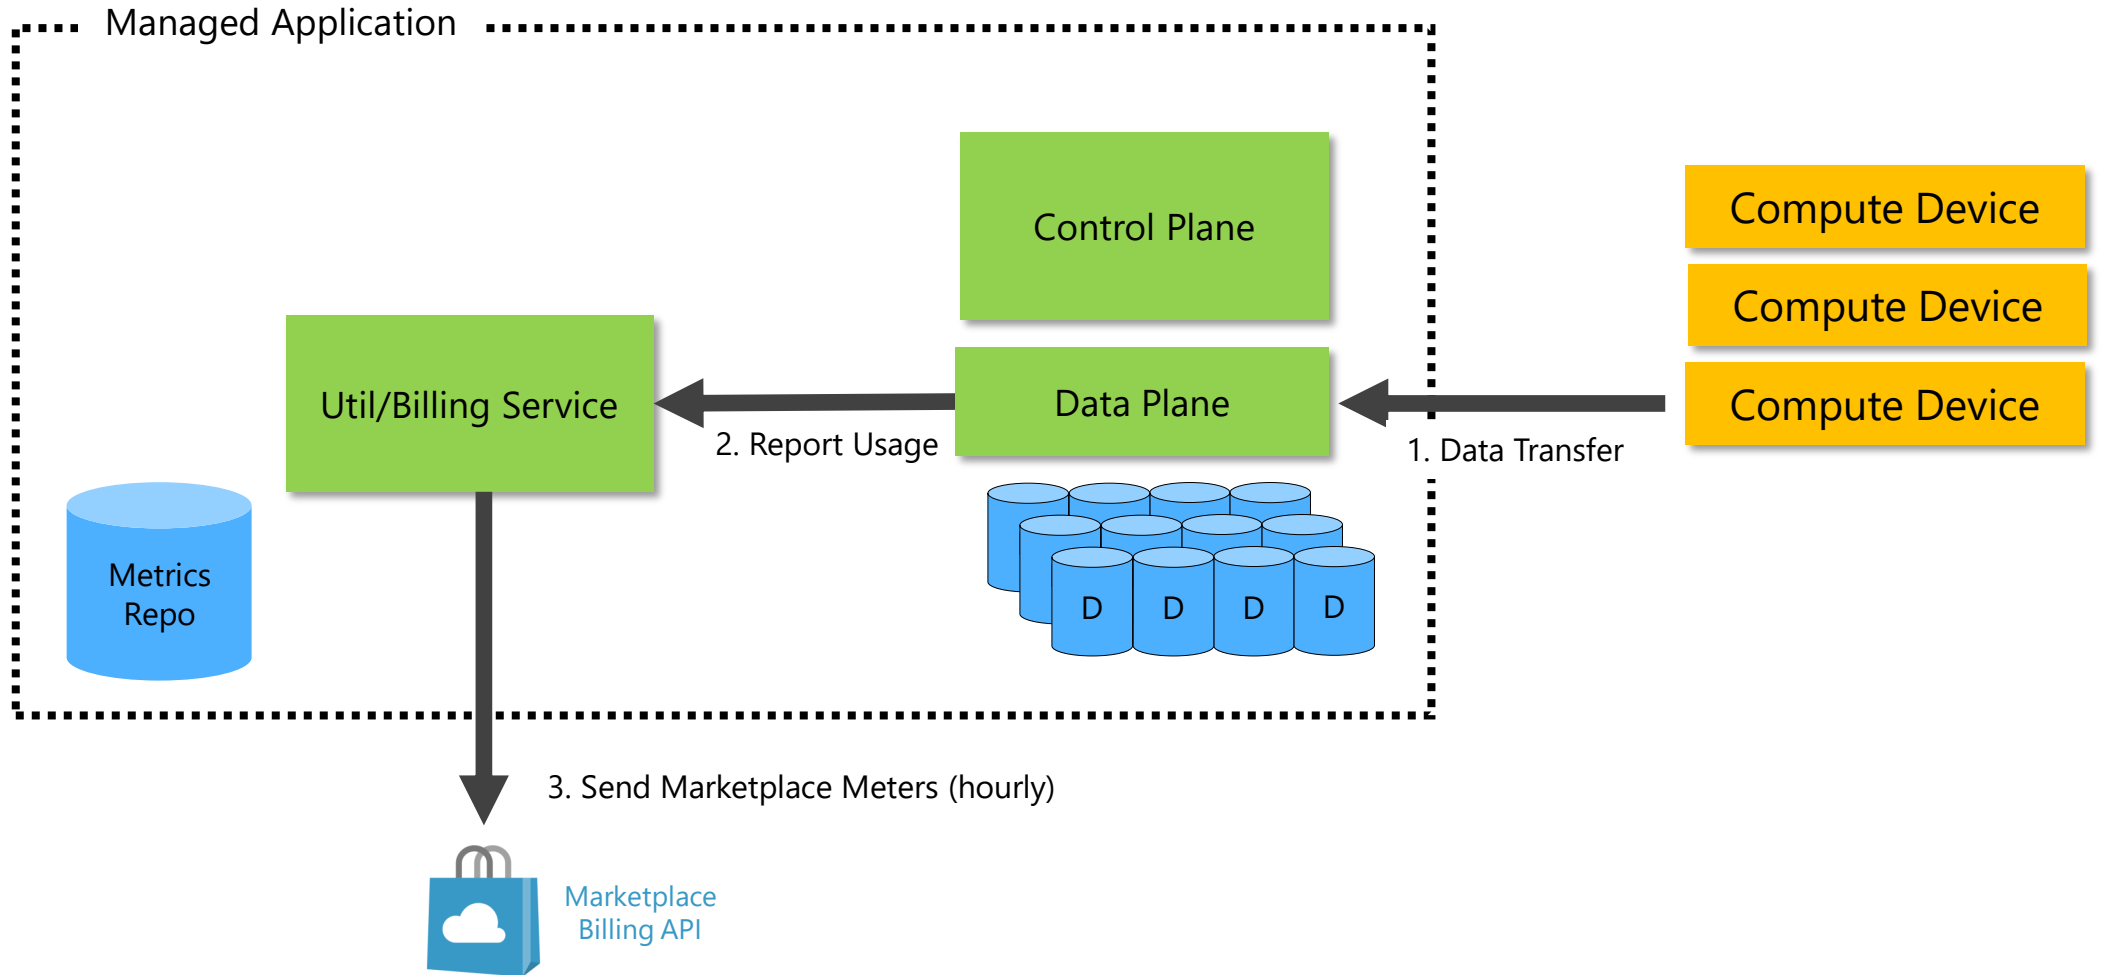 Managed Application
Control Plane
Compute Device
Compute Device
Compute Device
Util/Billing Service
Data Plane
2. Report Usage
1. Data Transfer
Metrics
Repo
D D D D
3. Send Marketplace Meters (hourly)
Marketplace
Billing API